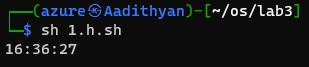 ┌──(azure㉿Aadithyan)-[~/os/lab3]
└─$ sh 1.h.sh
16:36:27